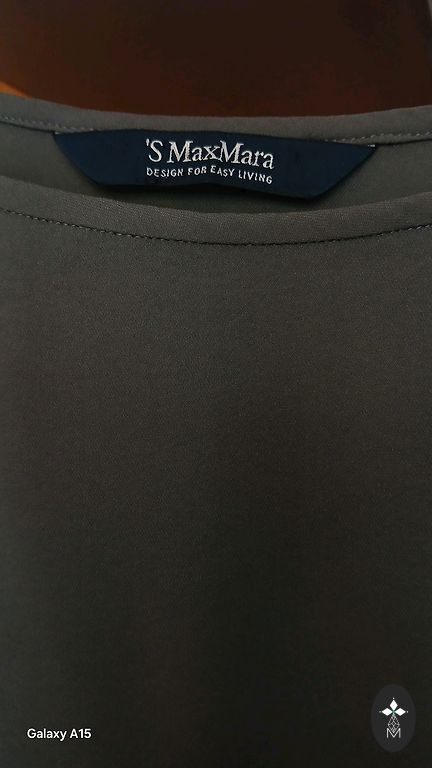 'S MaxMara
DESIGN FOR EASY LIVING
Galaxy A15
M